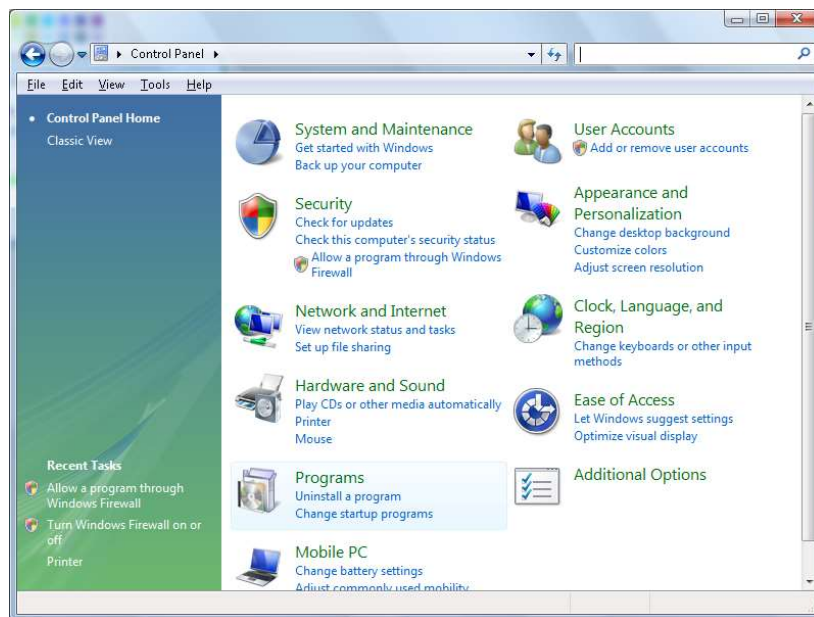 Control Panel
File Edit View Tools Help
Control Panel Home
Classic View
System and Maintenance
Get started with Windows
Back up your computer
Security
Check for updates
Check this computer's security status
Allow a program through Windows
Firewall
Network and Internet
View network status and tasks
Set up file sharing
Hardware and Sound
Play CDs or other media automatically
Printer
Mouse
Programs
Uninstall a program
Change startup programs
Mobile PC
Change battery settings
Adjust commonly used mobility
User Accounts
Add or remove user accounts
Appearance and
Personalization
Change desktop background
Customize colors
Adjust screen resolution
Clock, Language, and
Region
Change keyboards or other input
methods
Ease of Access
Let Windows suggest settings
Optimize visual display
Additional Options
Recent Tasks
Allow a program through
Windows Firewall
Turn Windows Firewall on or
off
Printer